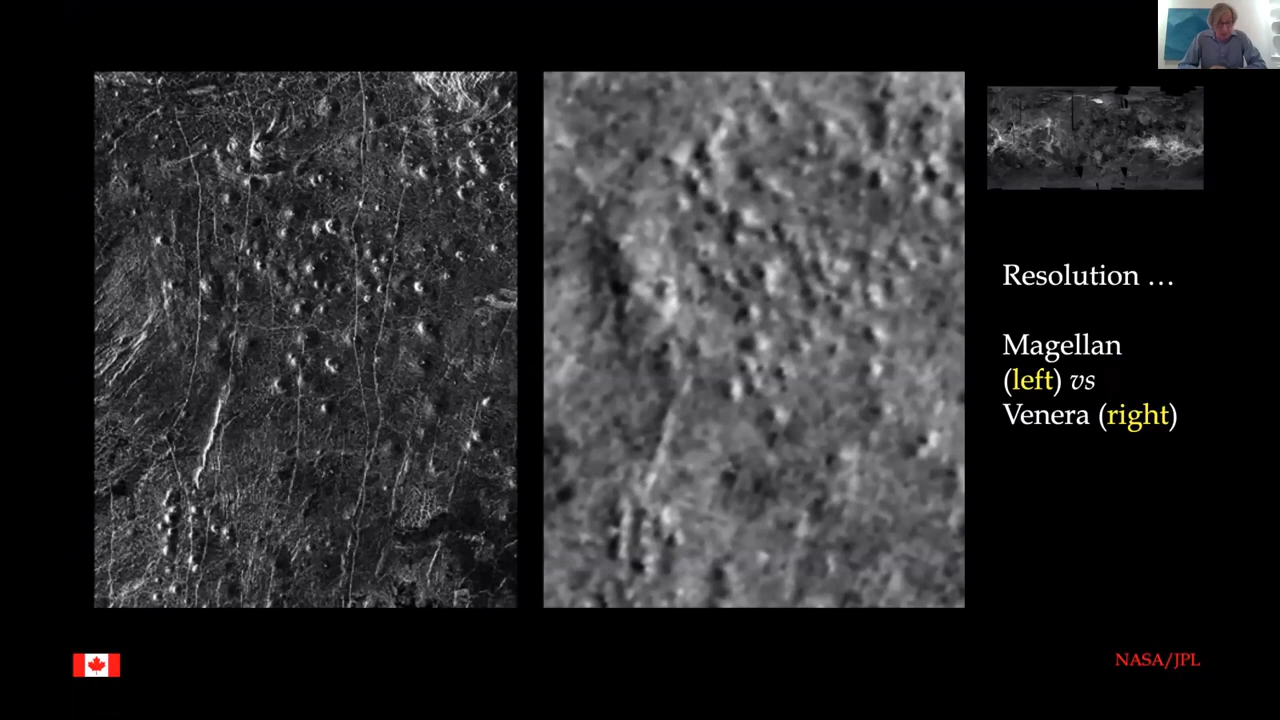 Resolution …
Magellan
(left) vs
Venera (right)
NASA/JPL